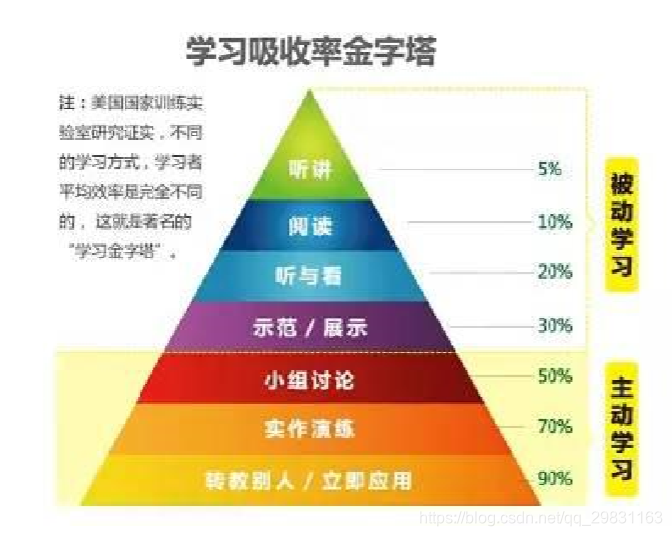 学习吸收率金字塔
注：美国国家训练实
验室研究证实，不同
的学习方式，学习者
平均效率是完全不同
的，这就是著名的
“学习金字塔”。
听讲
5%
阅读
10%
听与看
20%
示范 / 展示
30%
被动学习
小组讨论
50%
实作演练
70%
转教别人 / 立即应用
90%
主动学习
https://blog.csdn.net/qq_29831163